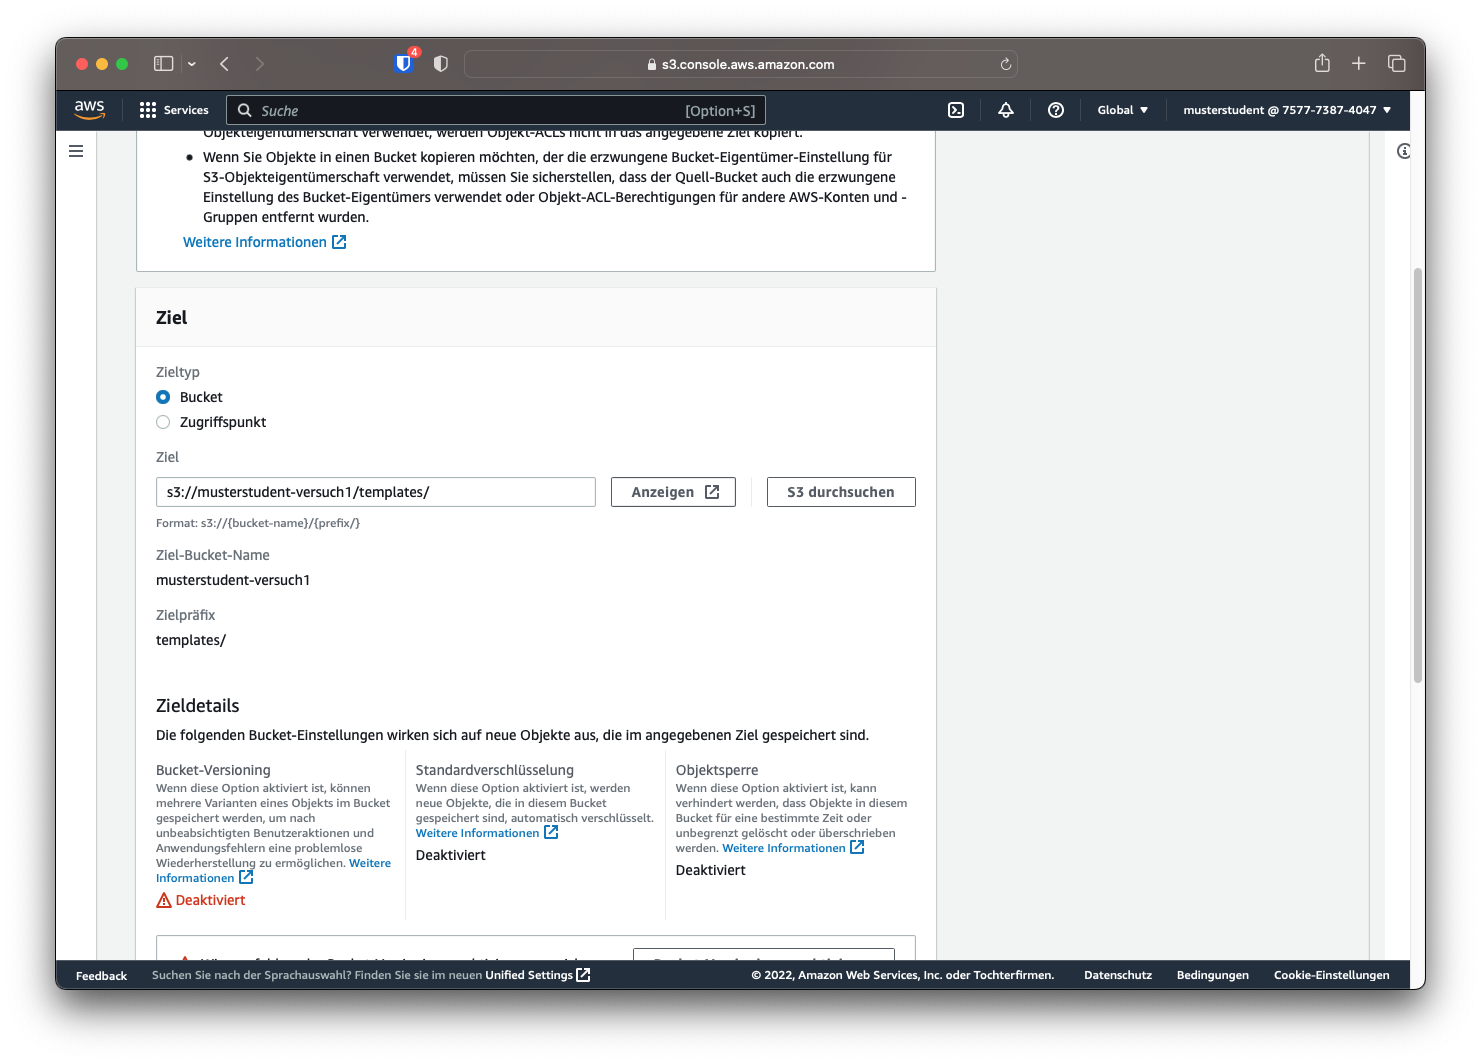 4
s3.console.aws.amazon.com
aws
Services
Suche
[Option+S]
Global
musterstudent @ 7577-7387-4047
Objekteigentümerschaft verwendet, werden Objekt-ACLs nicht in das angegebene Ziel kopiert.
Wenn Sie Objekte in einen Bucket kopieren möchten, der die erzwungene Bucket-Eigentümer-Einstellung für
S3-Objekteigentümerschaft verwendet, müssen Sie sicherstellen, dass der Quell-Bucket auch die erzwungene
Einstellung des Bucket-Eigentümers verwendet oder Objekt-ACL-Berechtigungen für andere AWS-Konten und -
Gruppen entfernt wurden.
Weitere Informationen
Ziel
Zieltyp
Bucket
Zugriffspunkt
Ziel
s3://musterstudent-versuch1/templates/
Anzeigen
S3 durchsuchen
Format: s3://{bucket-name}/{prefix/}
Ziel-Bucket-Name
musterstudent-versuch1
Zielpräfix
templates/
Zieldetails
Die folgenden Bucket-Einstellungen wirken sich auf neue Objekte aus, die im angegebenen Ziel gespeichert sind.
Bucket-Versioning
Wenn diese Option aktiviert ist, können
mehrere Varianten eines Objekts im Bucket
gespeichert werden, um nach
unbeabsichtigten Benutzeraktionen und
Anwendungsfehlern eine problemlose
Wiederherstellung zu ermöglichen. Weitere
Informationen
Deaktiviert
Standardverschlüsselung
Wenn diese Option aktiviert ist, werden
neue Objekte, die in diesem Bucket
gespeichert sind, automatisch verschlüsselt.
Weitere Informationen
Deaktiviert
Objektsperre
Wenn diese Option aktiviert ist, kann
verhindert werden, dass Objekte in diesem
Bucket für eine bestimmte Zeit oder
unbegrenzt gelöscht oder überschrieben
werden. Weitere Informationen
Deaktiviert
Feedback
Suchen Sie nach der Sprachauswahl? Finden Sie sie im neuen Unified Settings
© 2022, Amazon Web Services, Inc. oder Tochterfirmen.
Datenschutz
Bedingungen
Cookie-Einstellungen